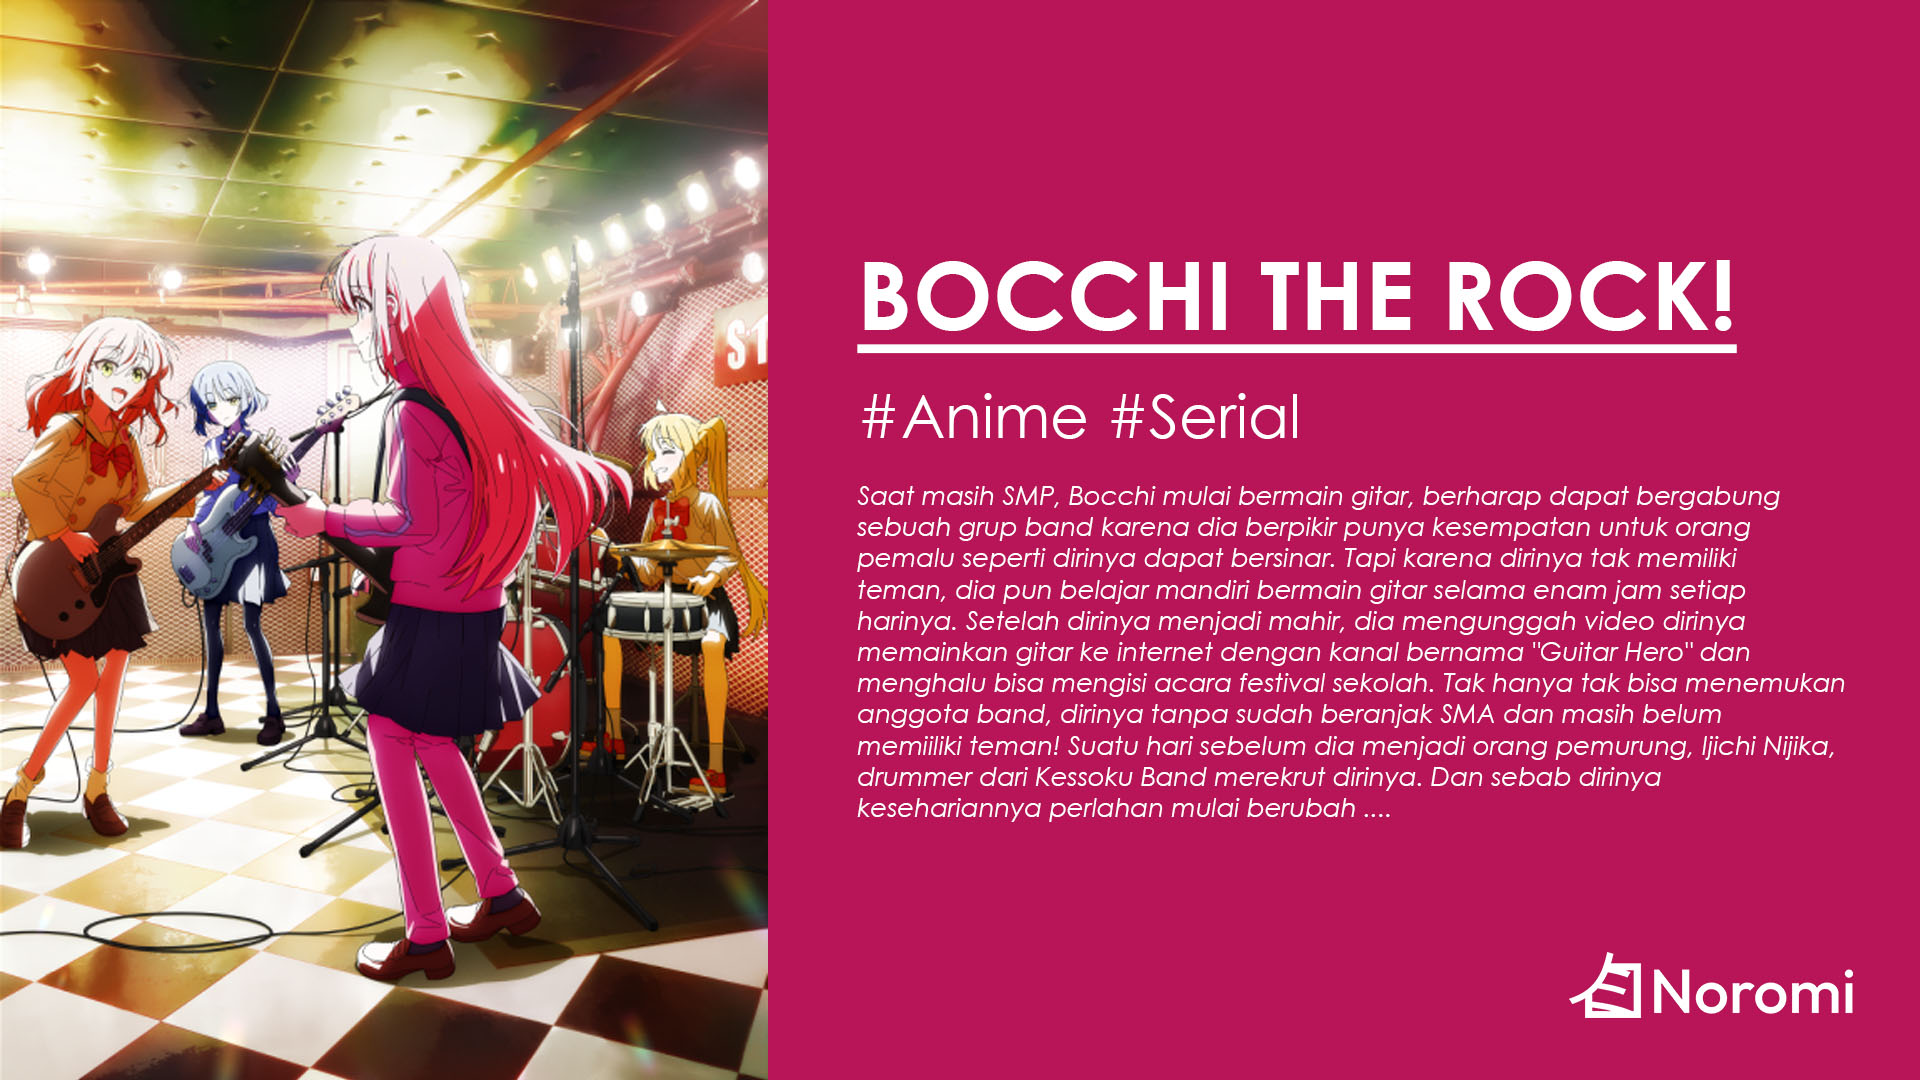 BOCCHI THE ROCK!
#Anime #Serial
Saat masih SMP, Bocchi mulai bermain gitar, berharap dapat bergabung
sebuah grup band karena dia berpikir punya kesempatan untuk orang
pemalu seperti dirinya dapat bersinar. Tapi karena dirinya tak memiliki
teman, dia pun belajar mandiri bermain gitar selama enam jam setiap
harinya. Setelah dirinya menjadi mahir, dia mengunggah video dirinya
memainkan gitar ke internet dengan kanal bernama "Guitar Hero" dan
menghalu bisa mengisi acara festival sekolah. Tak hanya tak bisa menemukan
anggota band, dirinya tanpa sudah beranjak SMA dan masih belum
memiiliki teman! Suatu hari sebelum dia menjadi orang pemurung, Ijichi Nijika,
drummer dari Kessoku Band merekrut dirinya. Dan sebab dirinya
kesehariannya perlahan mulai berubah ....
Noromi